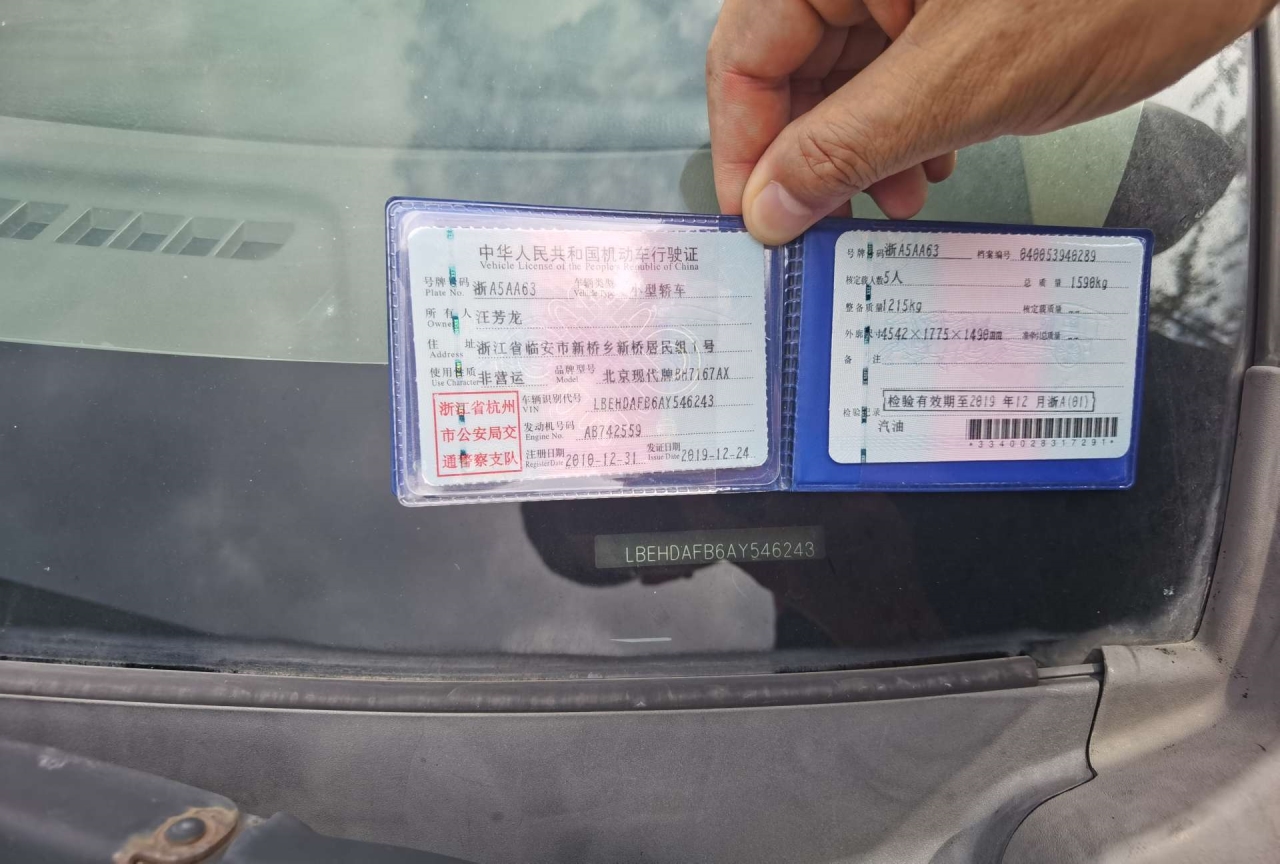 中华人民共和国机动车行驶证
Vehicle License of the People's Republic of China
号牌号码 浙A5AA63 车辆类型 小型轿车
Plate No. Vehicle Type
所有人 汪芳龙
Owner
住址 浙江省临安市新桥乡新桥居民组1号
Address
使用性质 非营运 品牌型号 北京现代牌BH7167AX
Use Character Model
浙江省杭州
市公安局交
通警察支队
车辆识别代号 LBEHDAFB6AY546243
VIN
发动机号码 AB742559
Engine No.
注册日期 2010-12-31 发证日期 2019-12-24
Register Date Issue Date
号牌号码 浙A5AA63 档案编号 040053940289
核定载人数 5人 总质量 1590kg
整备质量 1215kg 核定载质量 --
外廓尺寸 4542×1775×1490 --
备注
检验有效期至2019 年12 月浙A(01)
检验记录
汽油
*3340028317291*
LBEHDAFB6AY546243